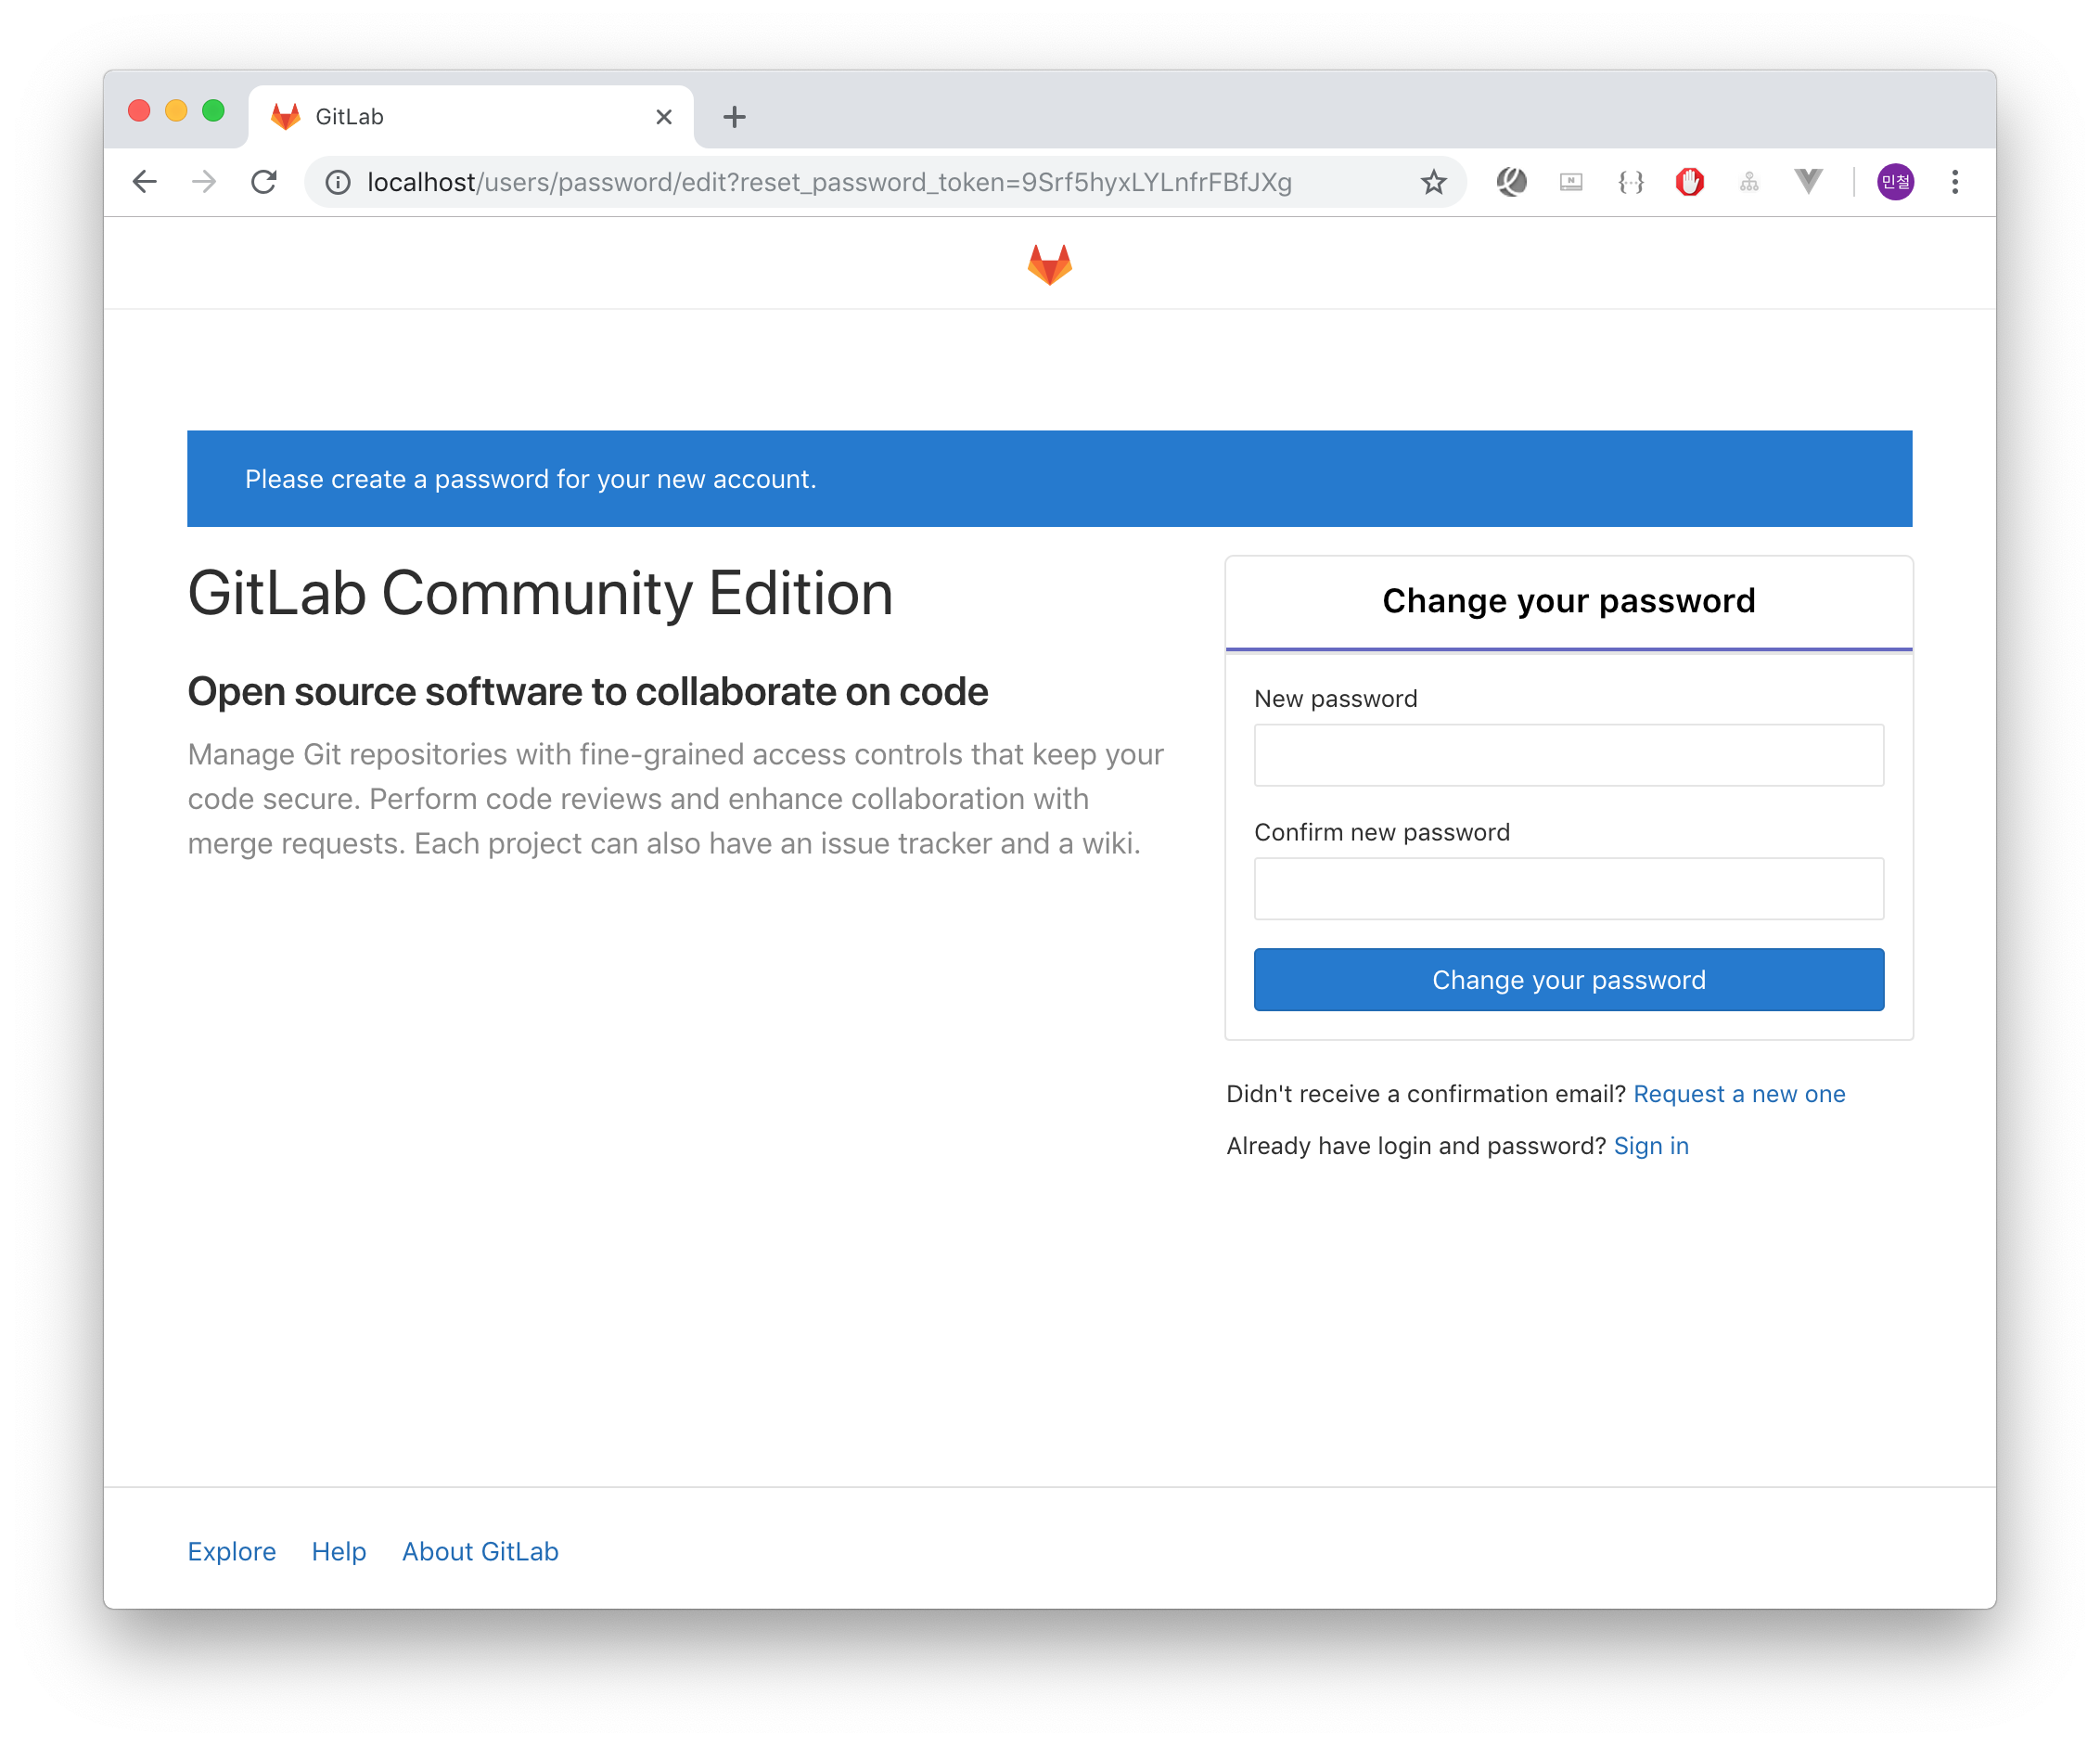 GitLab
localhost/users/password/edit?reset_password_token=9Srf5hyxLYLnfrFBfJXg
N
민철
Please create a password for your new account.
GitLab Community Edition
Open source software to collaborate on code
Manage Git repositories with fine-grained access controls that keep your
code secure. Perform code reviews and enhance collaboration with
merge requests. Each project can also have an issue tracker and a wiki.
Change your password
New password
Confirm new password
Change your password
Didn't receive a confirmation email? Request a new one
Already have login and password? Sign in
Explore Help About GitLab